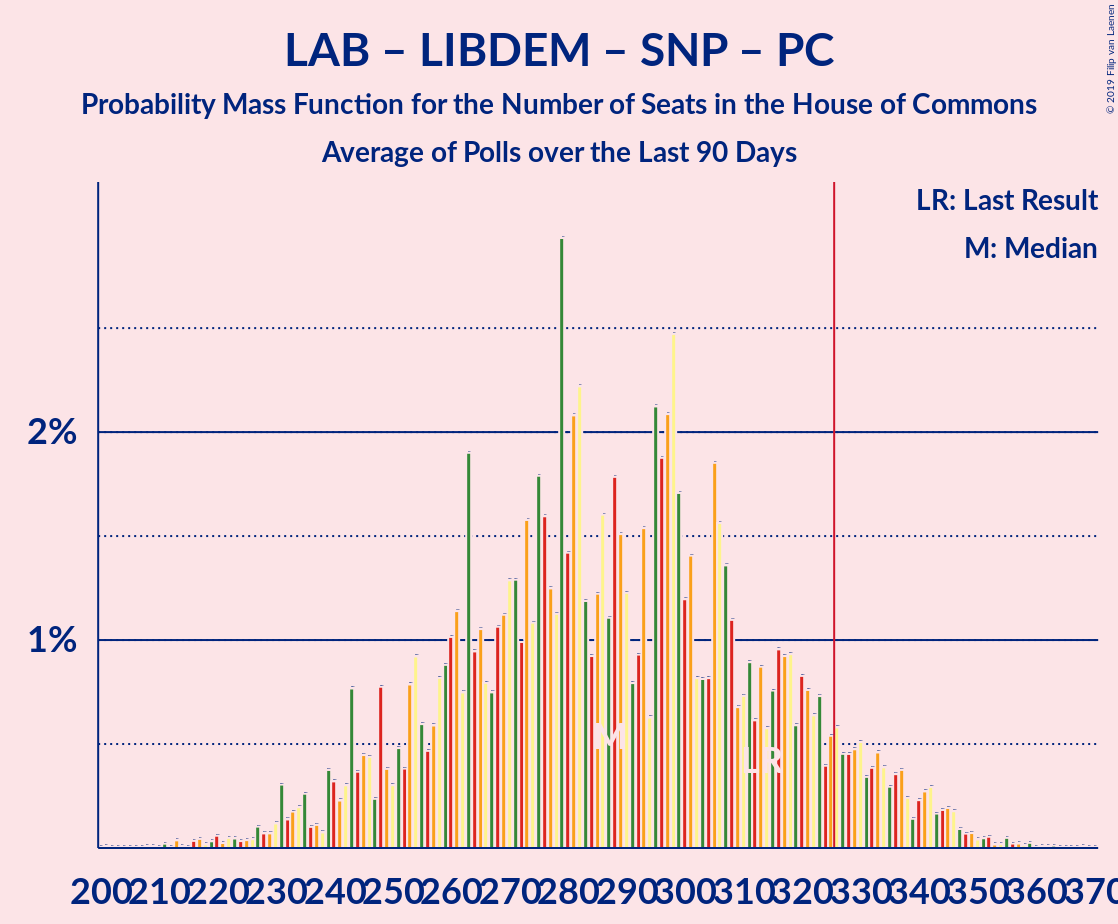 LAB – LIBDEM – SNP – PC
Probability Mass Function for the Number of Seats in the House of Commons
Average of Polls over the Last 90 Days
© 2019 Filip van Laenen
LR: Last Result
M: Median
2%
1%
M
LR
200 210 220 230 240 250 260 270 280 290 300 310 320 330 340 350 360 370